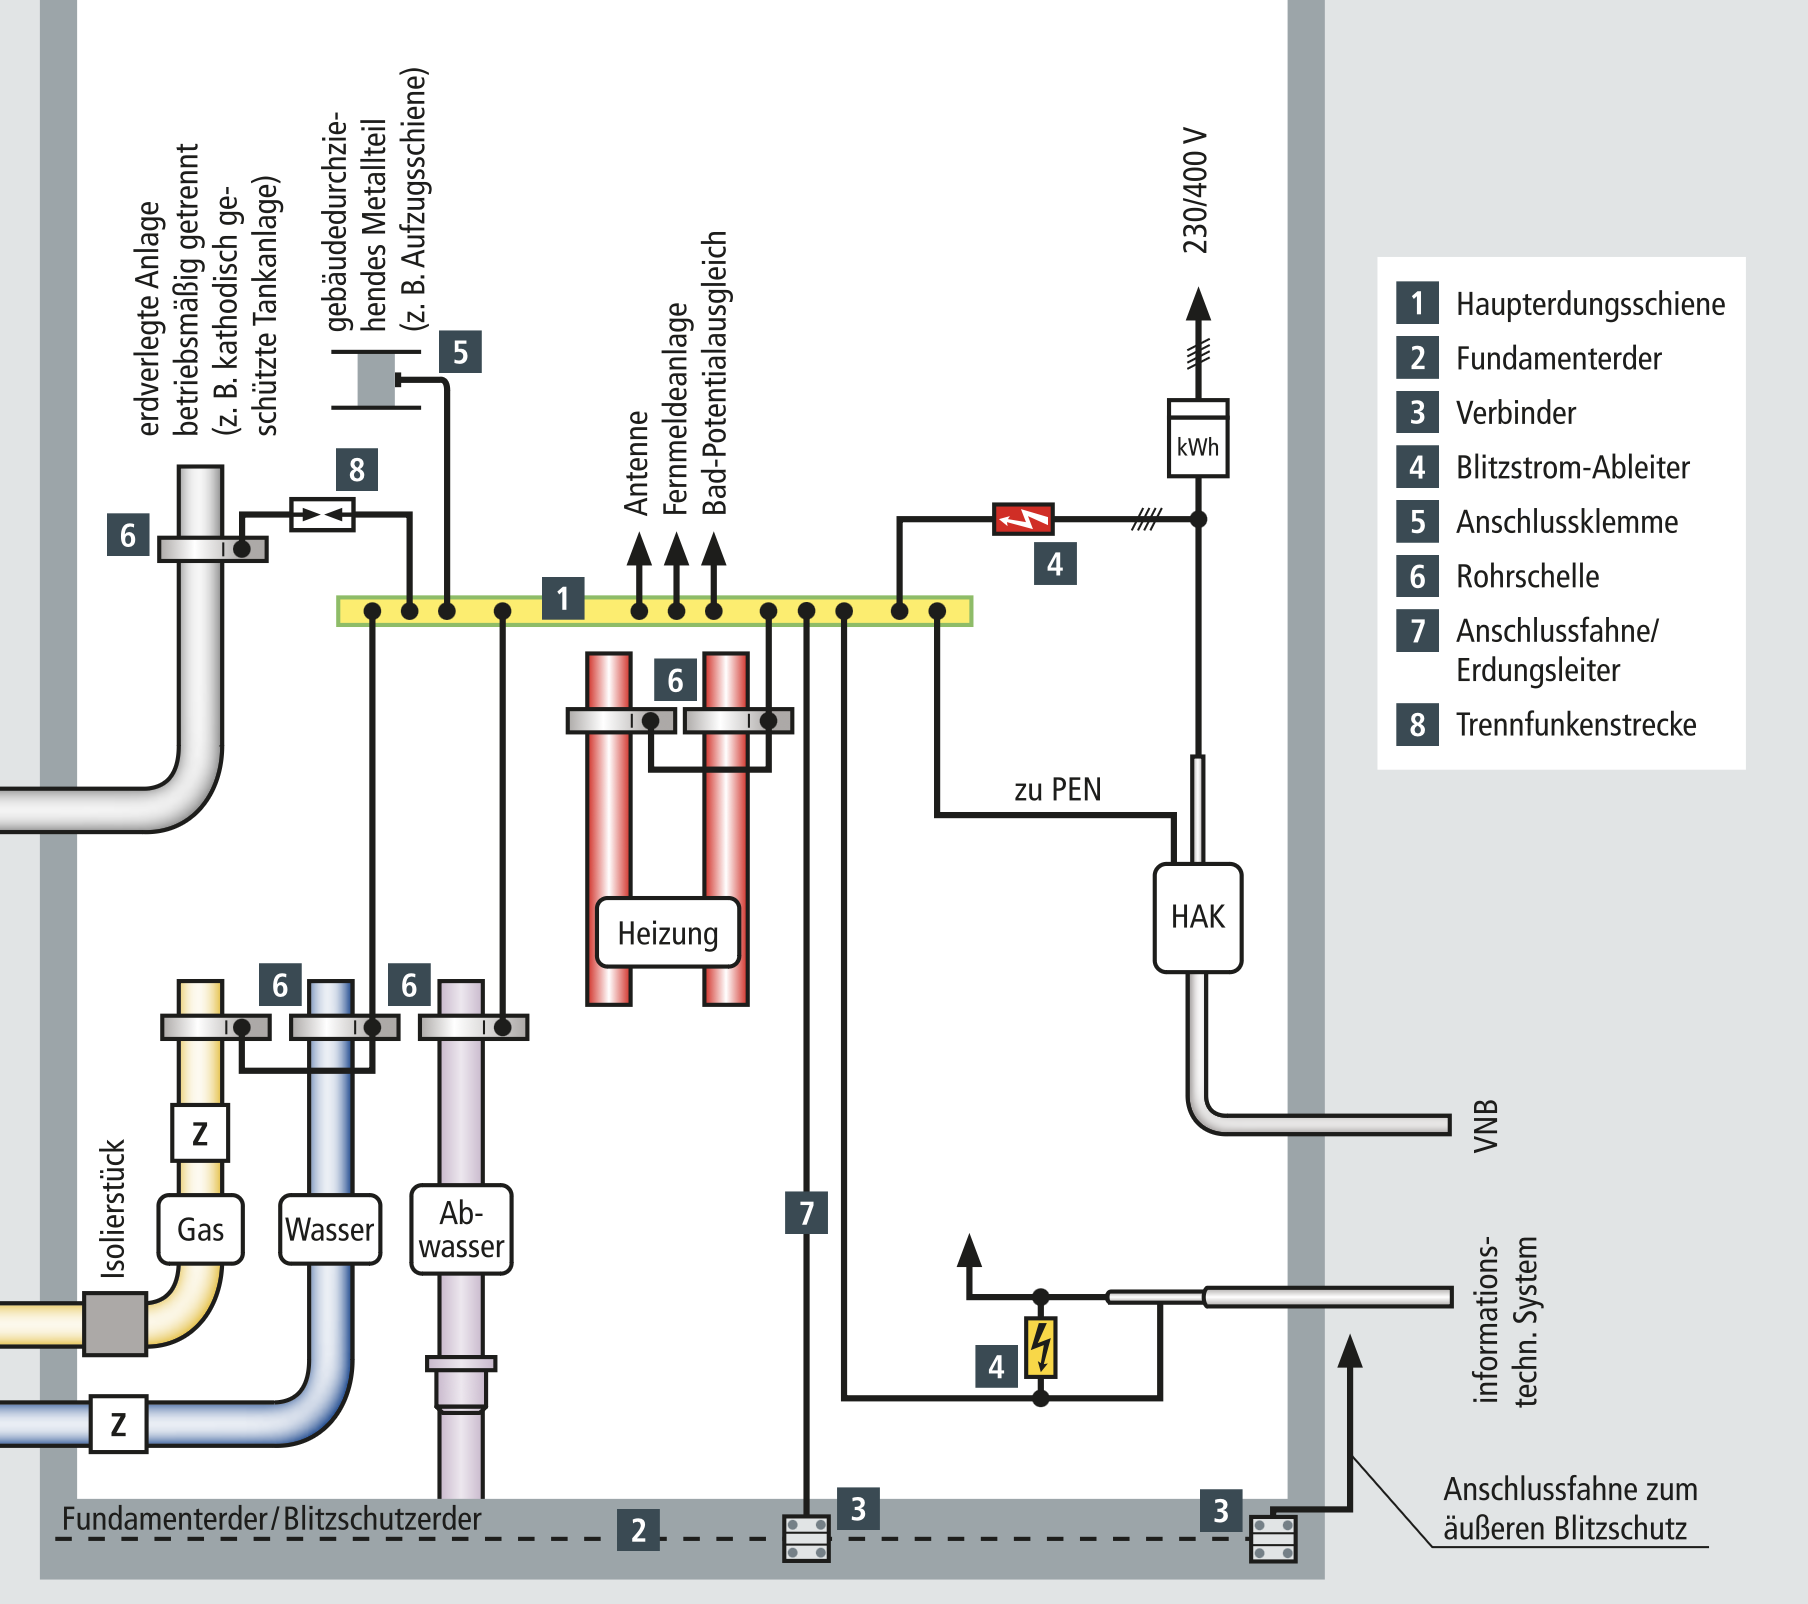 erdverlegte Anlage
betriebsmäßig getrennt
(z. B. kathodisch ge-
schützte Tankanlage)
gebäudedurchzie-
hendes Metallteil
(z. B. Aufzugsschiene)
5
8
6
Antenne
Fernmeldeanlage
Bad-Potentialausgleich
230/400 V
kWh
4
1
6
zu PEN
HAK
Heizung
6
6
Z
Isolierstück
Gas
Wasser
Ab-
wasser
Z
7
4
VNB
informations-
techn. System
Fundamenterder/Blitzschutzerder
2
3
3
Anschlussfahne zum
äußeren Blitzschutz
1 Haupterdungsschiene
2 Fundamenterder
3 Verbinder
4 Blitzstrom-Ableiter
5 Anschlussklemme
6 Rohrschelle
7 Anschlussfahne/
Erdungsleiter
8 Trennfunkenstrecke